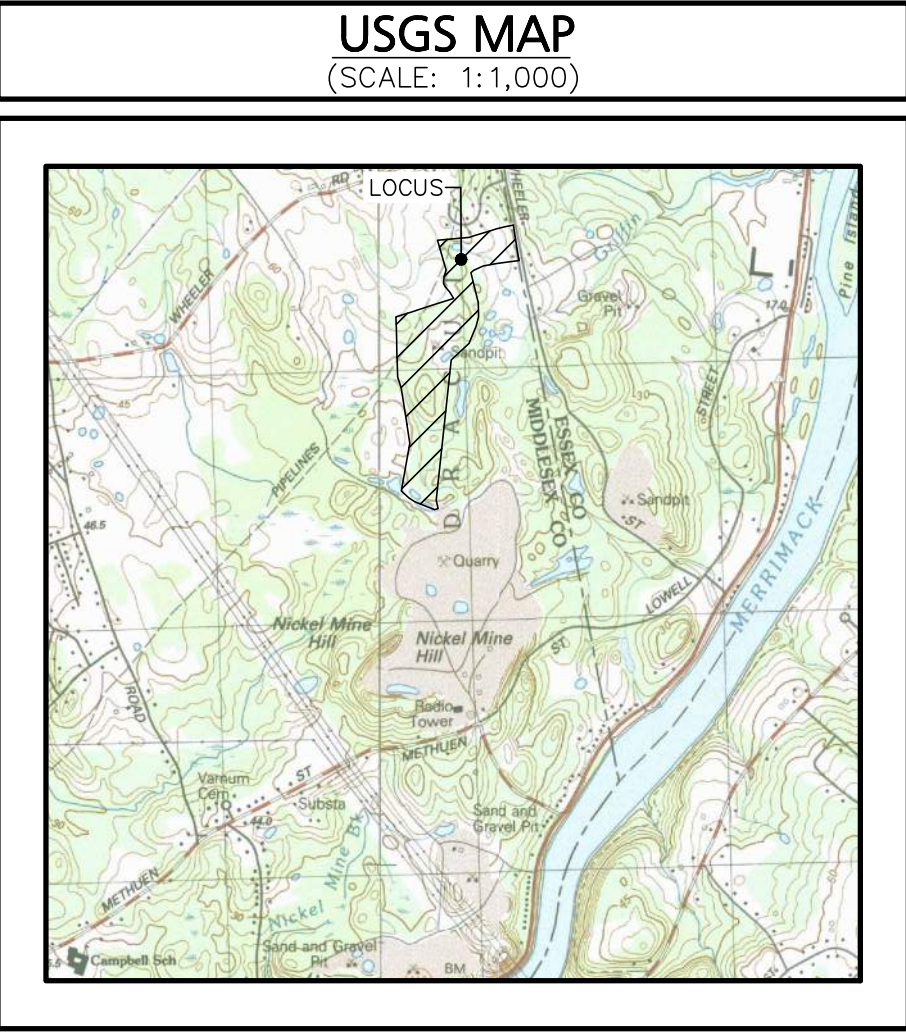 USGS MAP
(SCALE: 1:1,000)
RD
LOCUS
WHEELER
Pine Island
Griffin
WHEELER
Gravel
Pit
17.0
Sandpit
STREET
45
30
DRACUT
MIDDLESEX CO
ESSEX CO
PIPELINES
Sandpit
ST
46.5
Quarry
MERRIMACK
LOWELL
ST
Nickel Mine
Hill
Nickel Mine
Hill
ROAD
Radio
Tower
METHUEN
ST
Varnum
Cem
Substa
44.0
Sand and
Gravel Pit
Nickel Mine Bk
METHUEN
Sand and Gravel
Pit
Campbell Sch
BM
ST